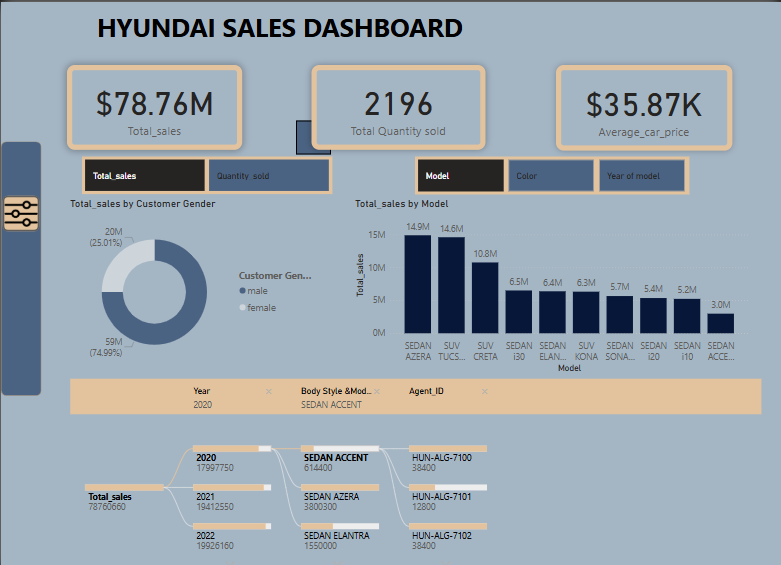 HYUNDAI SALES DASHBOARD
$78.76M
Total_sales
2196
Total Quantity sold
$35.87K
Average_car_price
Total_sales
Quantity sold
Model
Color
Year of model
Total_sales by Customer Gender
20M
(25.01%)
59M
(74.99%)
Customer Gen...
male
female
Total_sales by Model
Total_sales
15M
10M
5M
0M
14.9M
14.6M
10.8M
6.5M
6.4M
6.3M
5.7M
5.4M
5.2M
3.0M
SEDAN AZERA
SUV TUCS...
SUV CRETA
SEDAN i30
SEDAN ELAN...
SUV KONA
SEDAN SONA...
SEDAN i20
SEDAN i10
SEDAN ACCE...
Model
Year
2020
Body Style &Mod...
SEDAN ACCENT
Agent_ID
Total_sales
78760660
2020
17997750
2021
19412550
2022
19926160
SEDAN ACCENT
614400
SEDAN AZERA
3800300
SEDAN ELANTRA
1550000
HUN-ALG-7100
38400
HUN-ALG-7101
12800
HUN-ALG-7102
38400